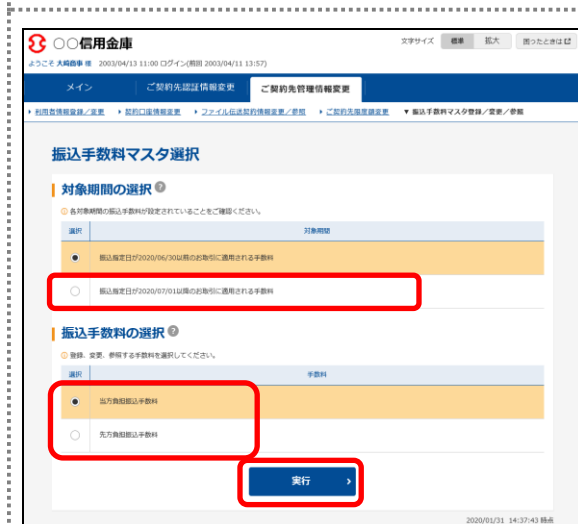 〇〇信用金庫
文字サイズ 標準 拡大 困ったときは
ようこそ 大崎商事 様 2003/04/13 11:00 ログイン(前回 2003/04/11 13:57)
メイン ご契約先認証情報変更 ご契約先管理情報変更
利用者情報登録/変更 契約口座情報変更 ファイル伝送契約情報変更/参照 ご契約先限度額変更 ▼ 振込手数料マスタ登録/変更/参照
振込手数料マスタ選択
対象期間の選択 ?
各対象期間の振込手数料が設定されていることをご確認ください。
選択 対象期間
振込指定日が2020/06/30以前のお取引に適用される手数料
振込指定日が2020/07/01以降のお取引に適用される手数料
振込手数料の選択 ?
登録、変更、参照する手数料を選択してください。
選択 手数料
当方負担振込手数料
先方負担振込手数料
実行
2020/01/31 14:37:43 時点